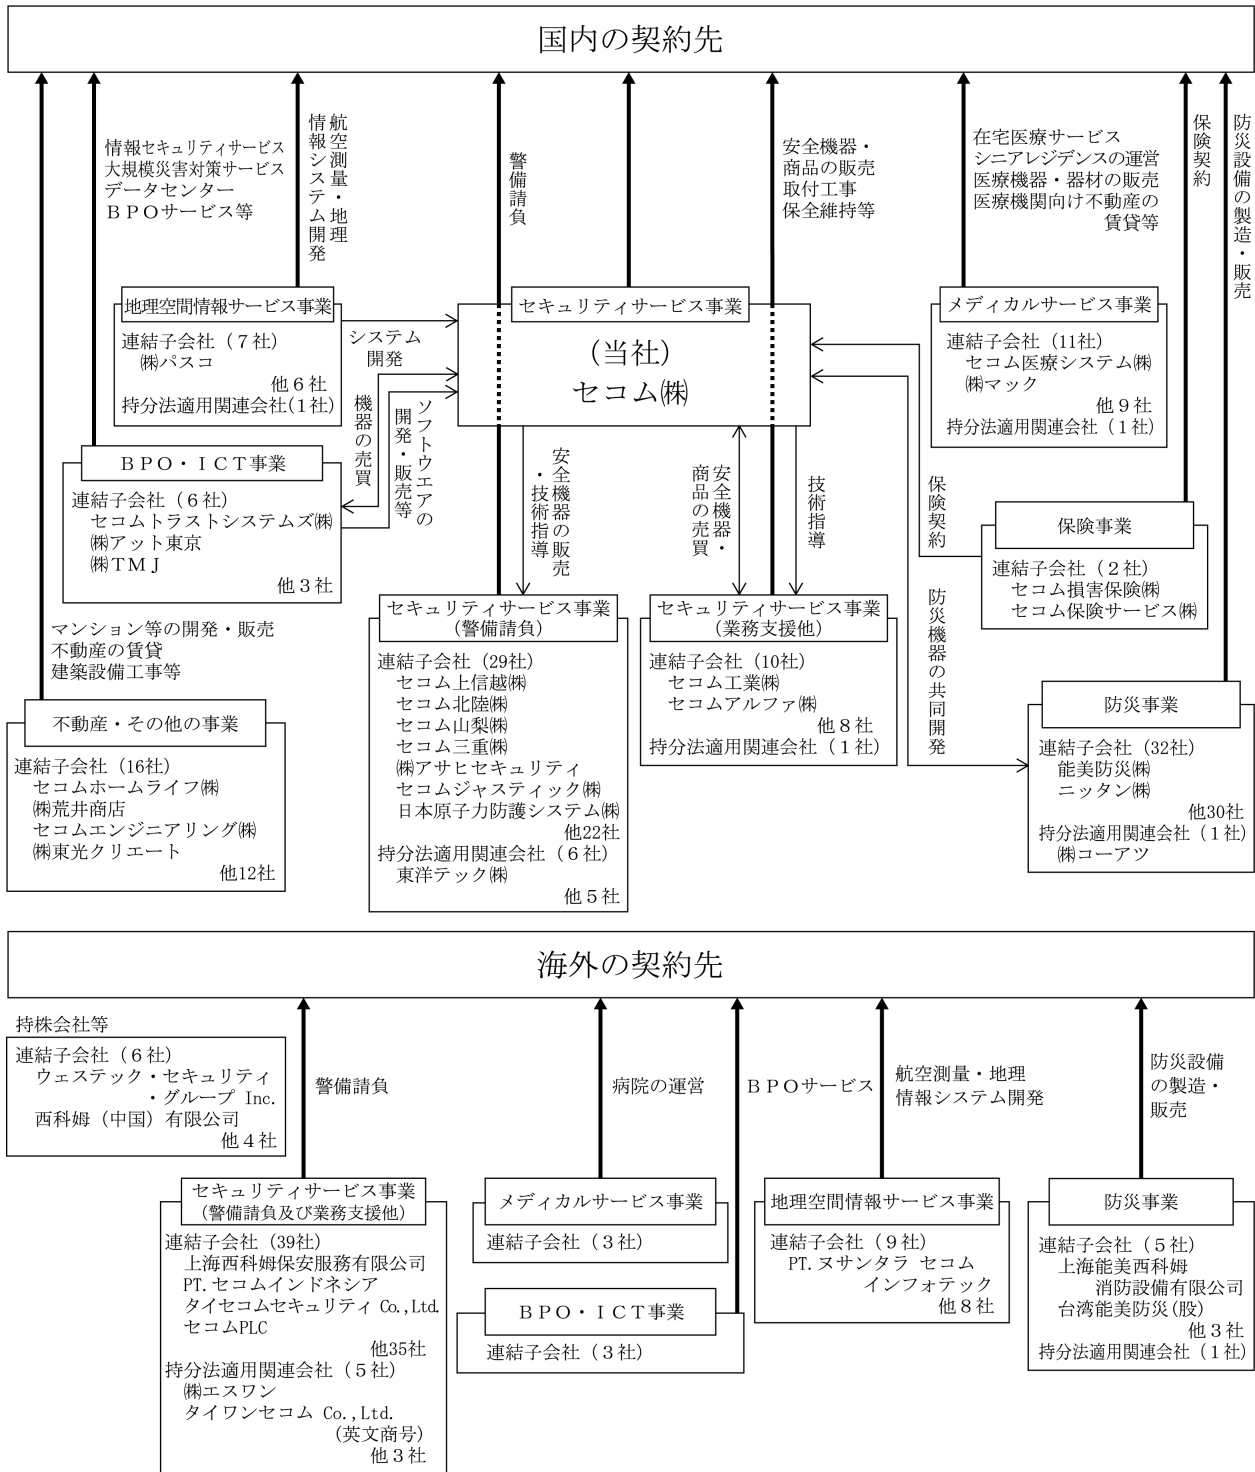 国内の契約先
情報セキュリティサービス
大規模災害対策サービス
データセンター
ＢＰＯサービス等
航空測量・地理
情報システム開発
警備請負
安全機器・
商品の販売
取付工事
保全維持等
在宅医療サービス
シニアレジデンスの運営
医療機器・器材の販売
医療機関向け不動産の
賃貸等
保険契約
防災設備の製造・販売
地理空間情報サービス事業
連結子会社（７社）
㈱パスコ
他６社
持分法適用関連会社(１社)
システム
開発
セキュリティサービス事業
(当社)
セコム㈱
メディカルサービス事業
連結子会社（11社）
セコム医療システム㈱
㈱マック
他９社
持分法適用関連会社（１社）
ＢＰＯ・ＩＣＴ事業
連結子会社（６社）
セコムトラストシステムズ㈱
㈱アット東京
㈱ＴＭＪ
他３社
機器の売買
ソフトウエアの
開発・販売等
安全機器の販売
・技術指導
安全機器・
商品の売買
技術指導
保険契約
保険事業
連結子会社（２社）
セコム損害保険㈱
セコム保険サービス㈱
防災機器の共同開発
マンション等の開発・販売
不動産の賃貸
建築設備工事等
不動産・その他の事業
連結子会社（16社）
セコムホームライフ㈱
㈱荒井商店
セコムエンジニアリング㈱
㈱東光クリエート
他12社
セキュリティサービス事業
（警備請負）
連結子会社（29社）
セコム上信越㈱
セコム北陸㈱
セコム山梨㈱
セコム三重㈱
㈱アサヒセキュリティ
セコムジャスティック㈱
日本原子力防護システム㈱
他22社
持分法適用関連会社（６社）
東洋テック㈱
他５社
セキュリティサービス事業
（業務支援他）
連結子会社（10社）
セコム工業㈱
セコムアルファ㈱
他８社
持分法適用関連会社（１社）
防災事業
連結子会社（32社）
能美防災㈱
ニッタン㈱
他30社
持分法適用関連会社（１社）
㈱コーアツ
海外の契約先
持株会社等
連結子会社（６社）
ウェステック・セキュリティ
・グループ Inc.
西科姆（中国）有限公司
他４社
警備請負
病院の運営
ＢＰＯサービス
航空測量・地理
情報システム開発
防災設備
の製造・
販売
セキュリティサービス事業
（警備請負及び業務支援他）
連結子会社（39社）
上海西科姆保安服務有限公司
PT.セコムインドネシア
タイセコムセキュリティ Co.,Ltd.
セコムPLC
他35社
持分法適用関連会社（５社）
㈱エスワン
タイワンセコム Co.,Ltd.
(英文商号)
他３社
メディカルサービス事業
連結子会社（３社）
ＢＰＯ・ＩＣＴ事業
連結子会社（３社）
地理空間情報サービス事業
連結子会社（９社）
PT.ヌサンタラ セコム
インフォテック
他８社
防災事業
連結子会社（５社）
上海能美西科姆
消防設備有限公司
台湾能美防災(股)
他３社
持分法適用関連会社（１社）